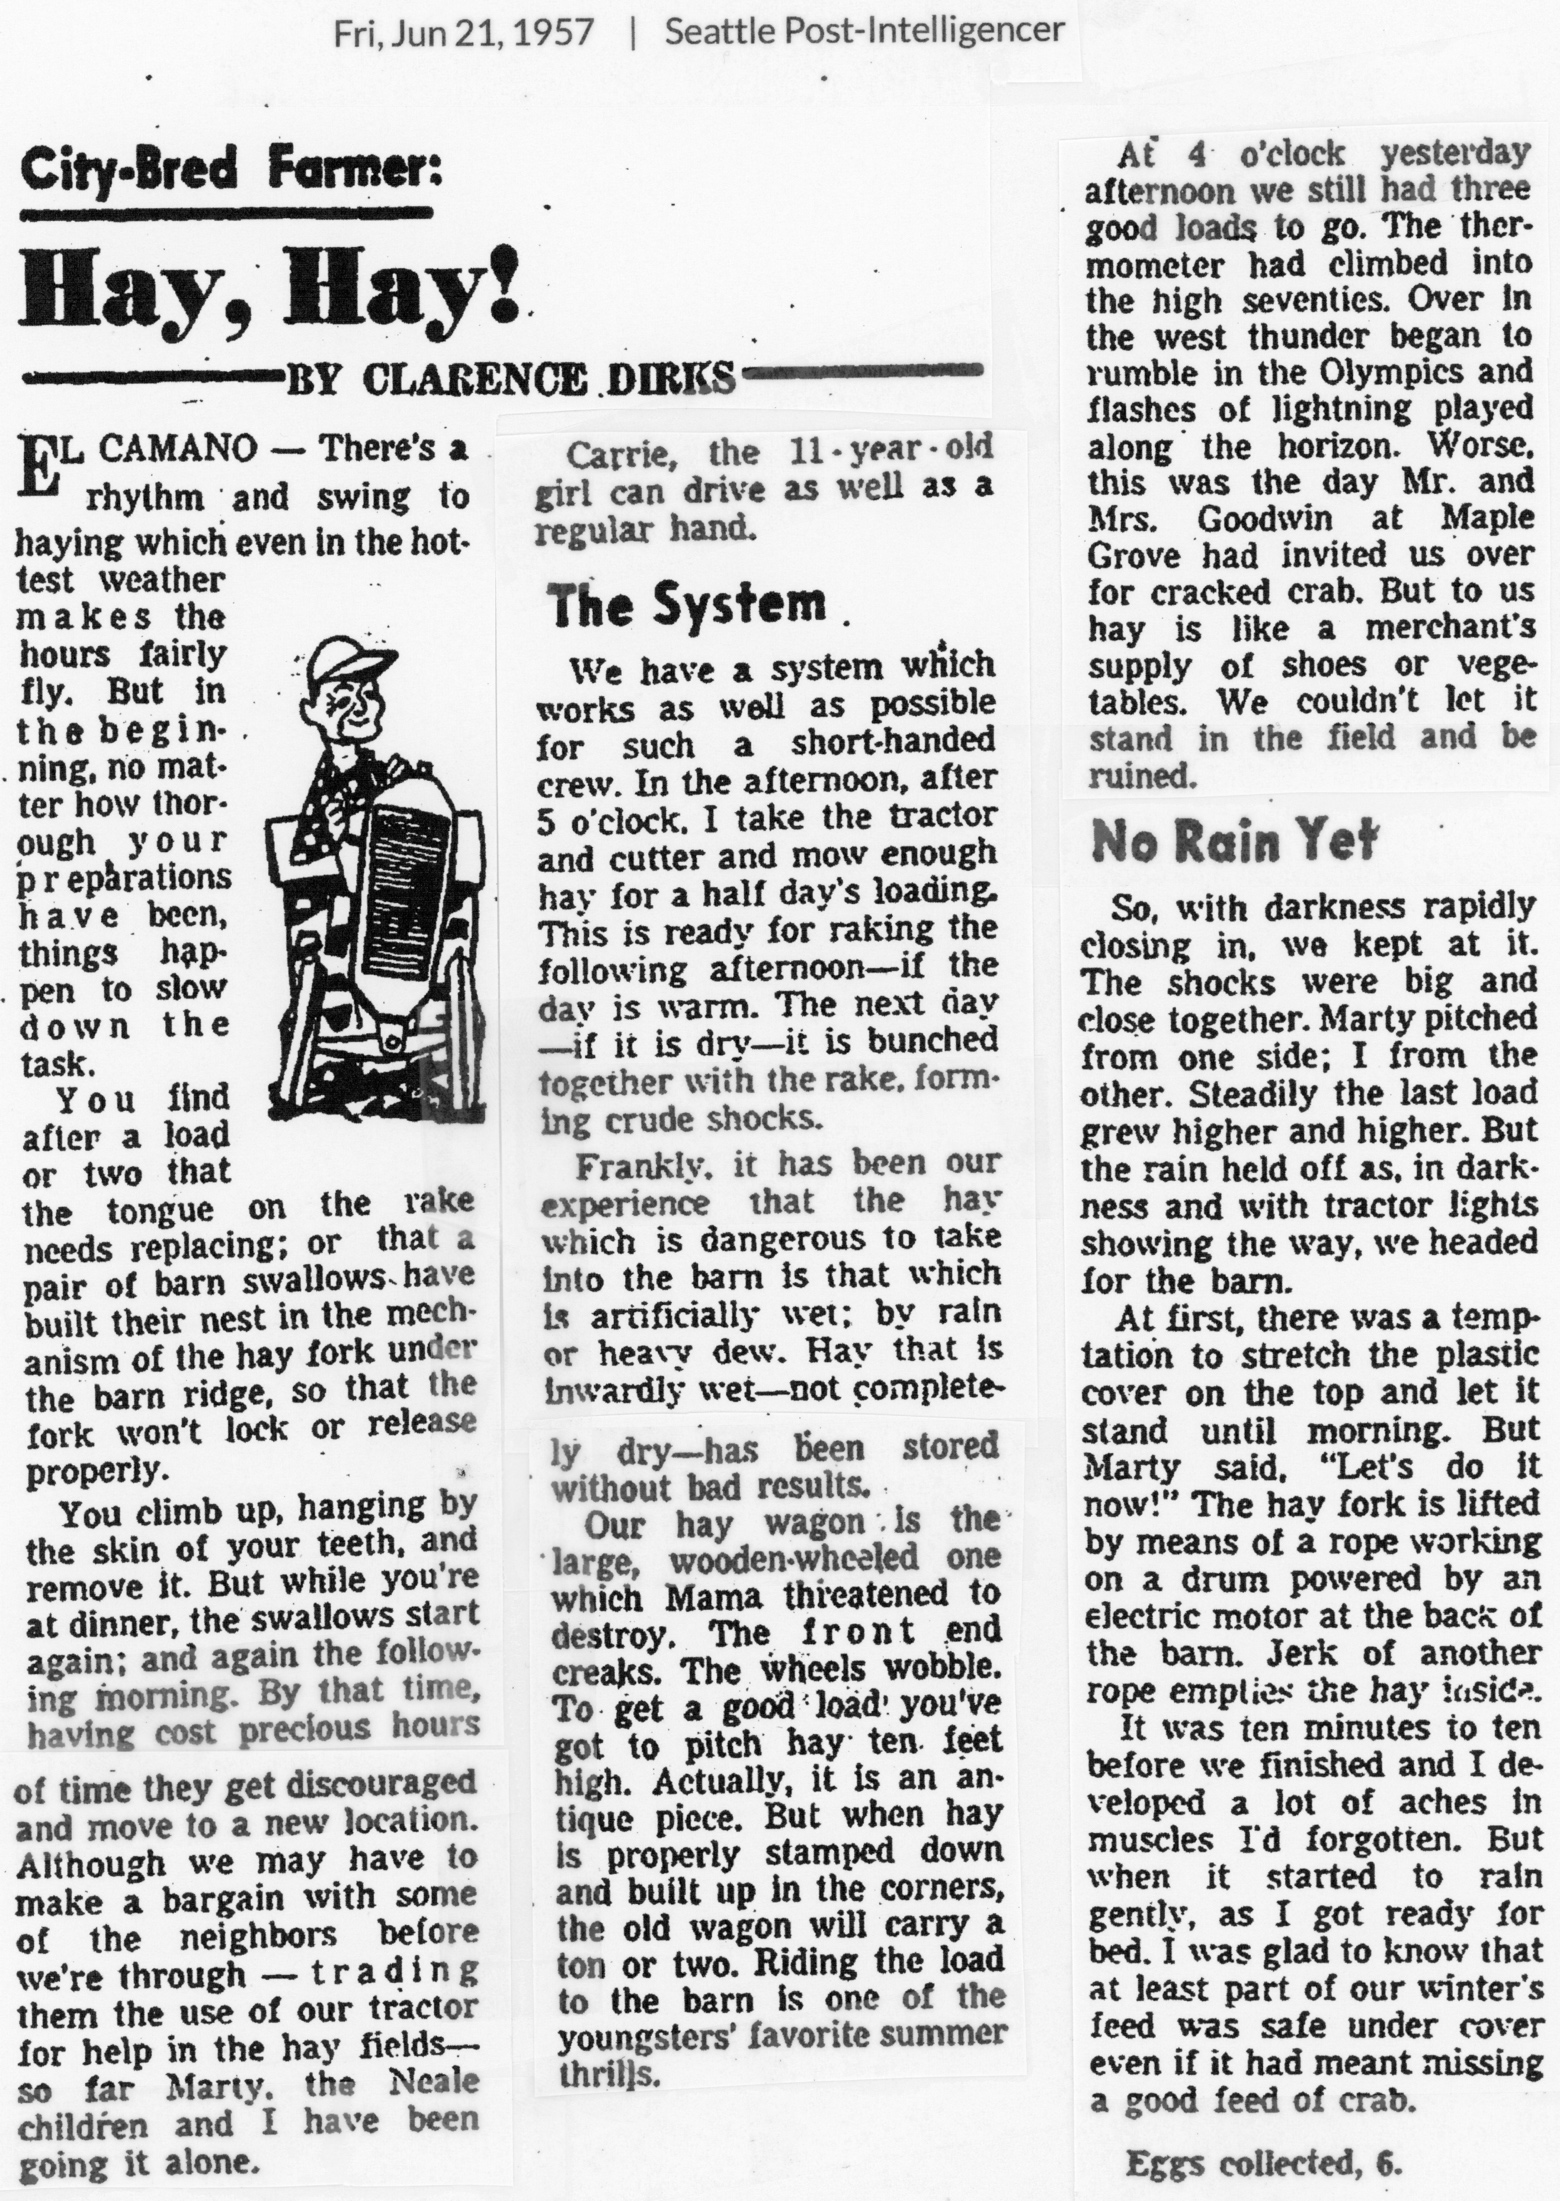 Fri, Jun 21, 1957 | Seattle Post-Intelligencer
City-Bred Farmer:
Hay, Hay!
BY CLARENCE DIRKS
EL CAMANO — There's a
rhythm and swing to
haying which even in the hot-
test weather
makes the
hours fairly
fly. But in
the begin-
ning, no mat-
ter how thor-
ough your
preparations
have been,
things hap-
pen to slow
down the
task.
You find
after a load
or two that
the tongue on the rake
needs replacing; or that a
pair of barn swallows have
built their nest in the mech-
anism of the hay fork under
the barn ridge, so that the
fork won't lock or release
properly.
You climb up, hanging by
the skin of your teeth, and
remove it. But while you're
at dinner, the swallows start
again; and again the follow-
ing morning. By that time,
having cost precious hours
of time they get discouraged
and move to a new location.
Although we may have to
make a bargain with some
of the neighbors before
we're through — trading
them the use of our tractor
for help in the hay fields—
so far Marty, the Neale
children and I have been
going it alone.
Carrie, the 11-year-old
girl can drive as well as a
regular hand.
The System
We have a system which
works as well as possible
for such a short-handed
crew. In the afternoon, after
5 o'clock, I take the tractor
and cutter and mow enough
hay for a half day's loading.
This is ready for raking the
following afternoon—if the
day is warm. The next day
—if it is dry—it is bunched
together with the rake, form-
ing crude shocks.
Frankly, it has been our
experience that the hay
which is dangerous to take
into the barn is that which
is artificially wet; by rain
or heavy dew. Hay that is
inwardly wet—not complete-
ly dry—has been stored
without bad results.
Our hay wagon is the
large, wooden-wheeled one
which Mama threatened to
destroy. The front end
creaks. The wheels wobble.
To get a good load you've
got to pitch hay ten feet
high. Actually, it is an an-
tique piece. But when hay
is properly stamped down
and built up in the corners,
the old wagon will carry a
ton or two. Riding the load
to the barn is one of the
youngsters' favorite summer
thrills.
At 4 o'clock yesterday
afternoon we still had three
good loads to go. The ther-
mometer had climbed into
the high seventies. Over in
the west thunder began to
rumble in the Olympics and
flashes of lightning played
along the horizon. Worse,
this was the day Mr. and
Mrs. Goodwin at Maple
Grove had invited us over
for cracked crab. But to us
hay is like a merchant's
supply of shoes or vege-
tables. We couldn't let it
stand in the field and be
ruined.
No Rain Yet
So, with darkness rapidly
closing in, we kept at it.
The shocks were big and
close together. Marty pitched
from one side; I from the
other. Steadily the last load
grew higher and higher. But
the rain held off as, in dark-
ness and with tractor lights
showing the way, we headed
for the barn.
At first, there was a temp-
tation to stretch the plastic
cover on the top and let it
stand until morning. But
Marty said, "Let's do it
now!" The hay fork is lifted
by means of a rope working
on a drum powered by an
electric motor at the back of
the barn. Jerk of another
rope empties the hay inside.
It was ten minutes to ten
before we finished and I de-
veloped a lot of aches in
muscles I'd forgotten. But
when it started to rain
gently, as I got ready for
bed. I was glad to know that
at least part of our winter's
feed was safe under cover
even if it had meant missing
a good feed of crab.
Eggs collected, 6.